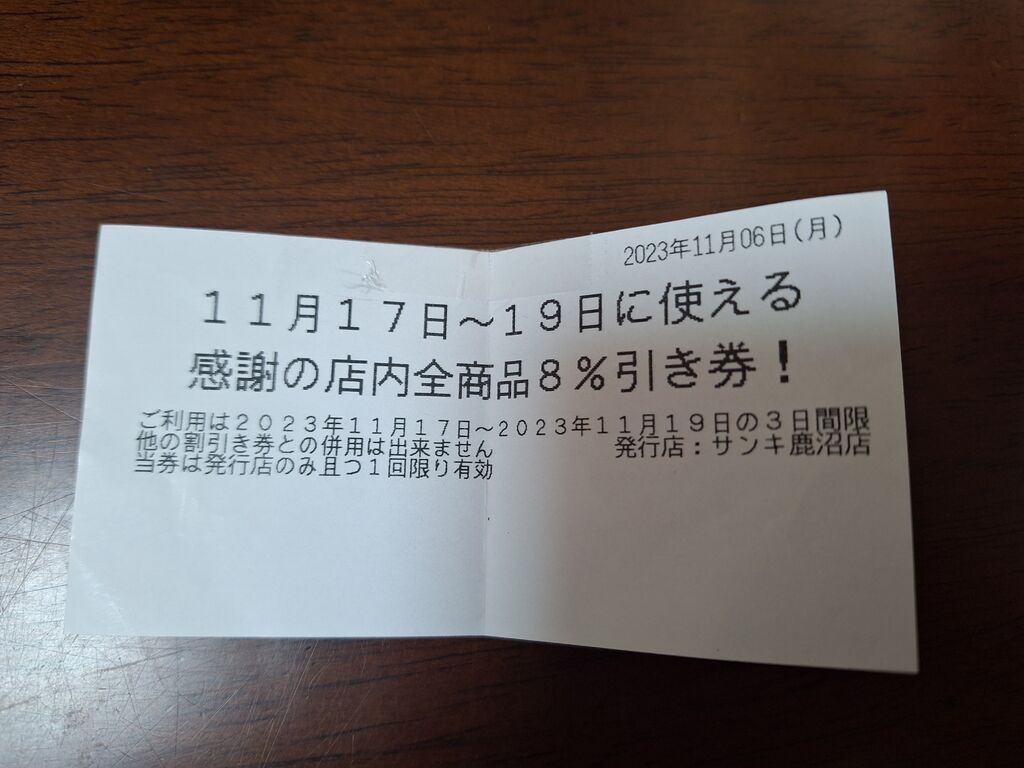 2023年11月06日(月)
１１月１７日～１９日に使える
感謝の店内全商品８％引き券！
ご利用は２０２３年１１月１７日～２０２３年１１月１９日の３日間限
他の割引き券との併用は出来ません　発行店：サンキ鹿沼店
当券は発行店のみ且つ１回限り有効